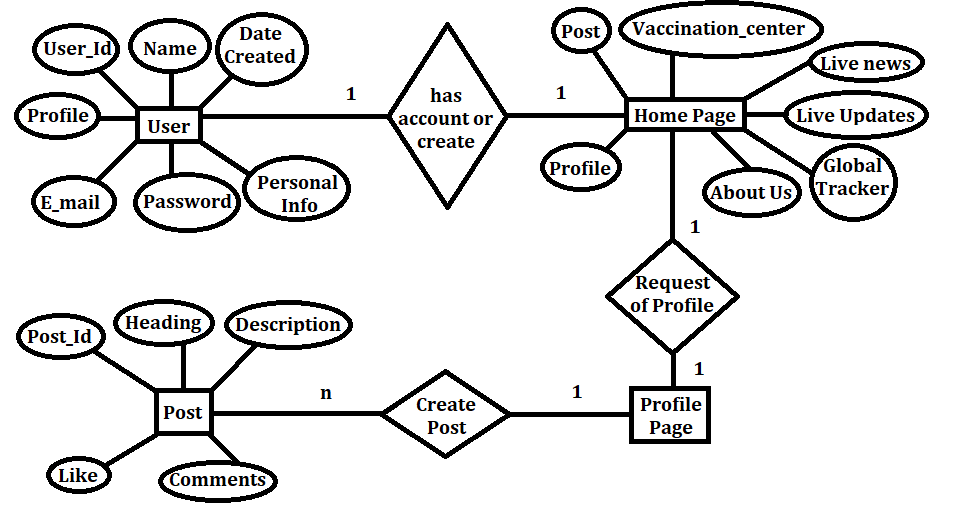 User_Id
Name
Date
Created
Post
Vaccination_center
Live news
Profile
User
1
has
account or
create
1
Home Page
Live Updates
E_mail
Password
Personal
Info
Profile
About Us
Global
Tracker
1
Request
of Profile
Post_Id
Heading
Description
1
Post
n
Create
Post
1
Profile
Page
Like
Comments